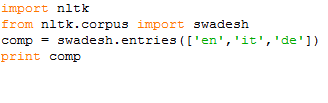 import nltk
from nltk.corpus import swadesh
comp = swadesh.entries(['en','it','de'])
print comp